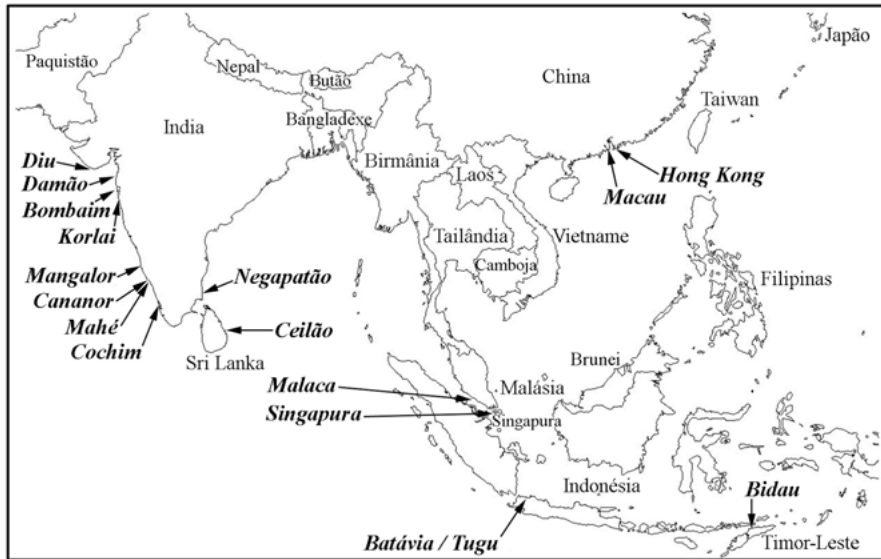 Japão
Paquistão
Nepal
Butão
China
Taiwan
India
Bangladexe
Birmânia
Diu
Laos
Hong Kong
Damão
Macau
Bombaim
Korlai
Tailândia
Vietname
Camboja
Mangalor
Negapatão
Filipinas
Cananor
Mahé
Ceilão
Cochim
Sri Lanka
Brunei
Malaca
Malásia
Singapura
Singapura
Indonésia
Bidau
Batávia / Tugu
Timor-Leste